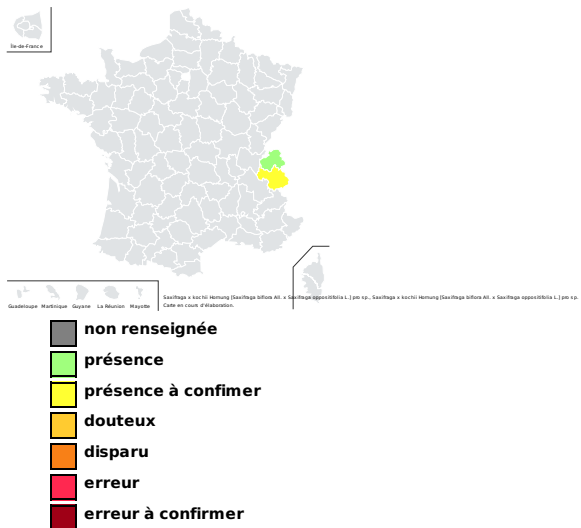 Île-de-France
Guadeloupe Martinique Guyane La Réunion Mayotte
Saxifraga x kochii Hornung [Saxifraga biflora All. x Saxifraga oppositifolia L.] pro sp., Saxifraga x kochii Hornung [Saxifraga biflora All. x Saxifraga oppositifolia L.] pro sp.
Carte en cours d'élaboration.
non renseignée
présence
présence à confimer
douteux
disparu
erreur
erreur à confirmer